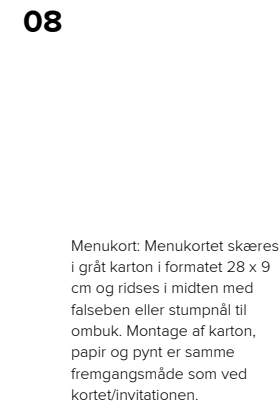 08
Menukort: Menukortet skæres
i gråt karton i formatet 28 x 9
cm og ridses i midten med
falseben eller stumpnål til
ombuk. Montage af karton,
papir og pynt er samme
fremgangsmåde som ved
kortet/invitationen.